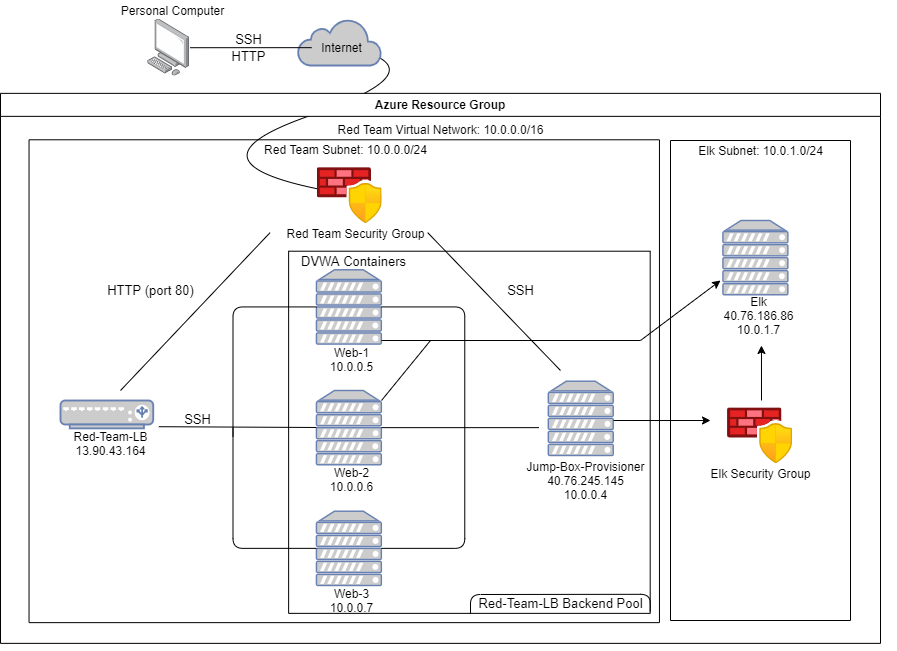 Personal Computer
SSH
HTTP
Internet
Azure Resource Group
Red Team Virtual Network: 10.0.0.0/16
Red Team Subnet: 10.0.0.0/24
Elk Subnet: 10.0.1.0/24
Red Team Security Group
DVWA Containers
HTTP (port 80)
SSH
Elk
40.76.186.86
10.0.1.7
Web-1
10.0.0.5
SSH
Red-Team-LB
13.90.43.164
Web-2
10.0.0.6
Jump-Box-Provisioner
40.76.245.145
10.0.0.4
Elk Security Group
Web-3
10.0.0.7
Red-Team-LB Backend Pool